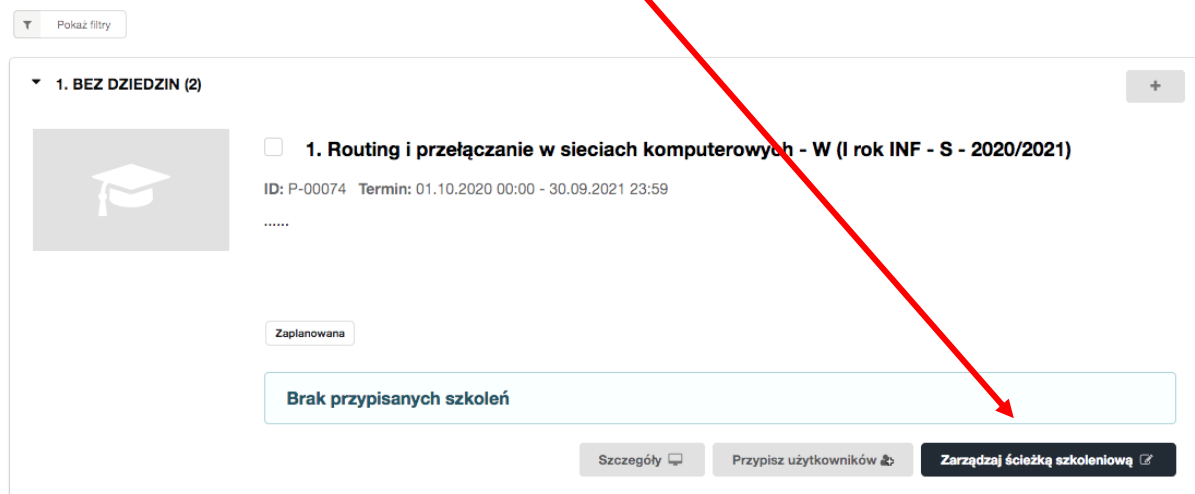 Pokaż filtry
1. BEZ DZIEDZIN (2)
+
1. Routing i przełączanie w sieciach komputerowych - W (I rok INF - S - 2020/2021)
ID: P-00074 Termin: 01.10.2020 00:00 - 30.09.2021 23:59
......
Zaplanowana
Brak przypisanych szkoleń
Szczegóły Przypisz użytkowników Zarządzaj ścieżką szkoleniową